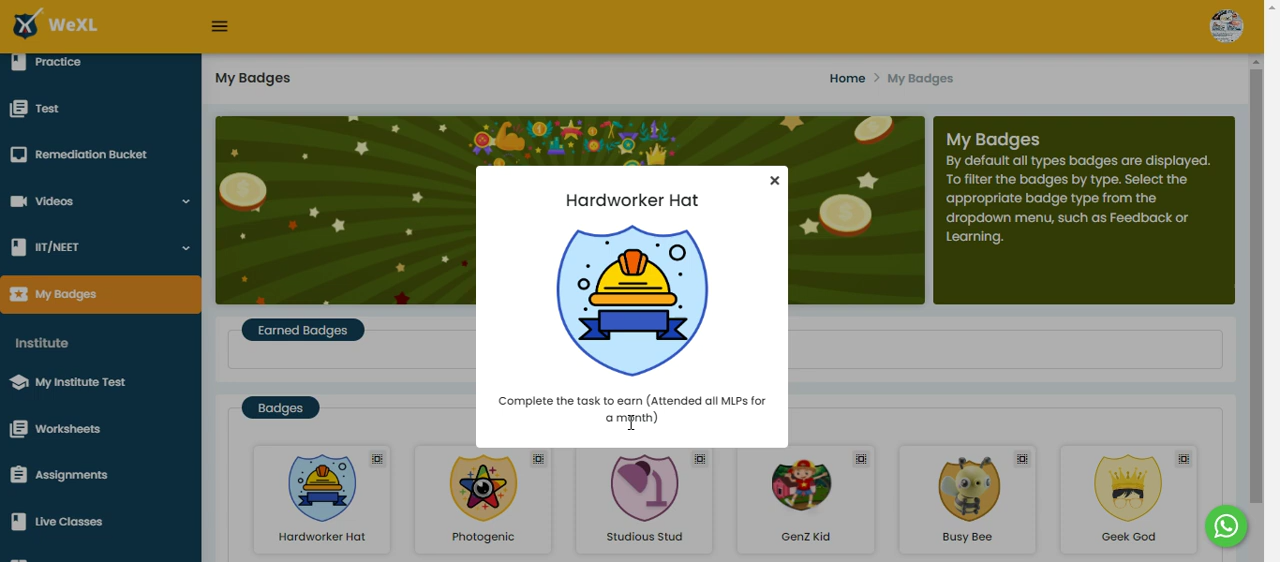 WeXL
Practice
Test
Remediation Bucket
Videos
IIT/NEET
My Badges
Institute
My Institute Test
Worksheets
Assignments
Live Classes
My Badges
Home > My Badges
My Badges
By default all types badges are displayed.
To filter the badges by type. Select the
appropriate badge type from the
dropdown menu, such as Feedback or
Learning.
Hardworker Hat
Complete the task to earn (Attended all MLPs for
a month)
Earned Badges
Badges
Hardworker Hat
Photogenic
Studious Stud
GenZ Kid
Busy Bee
Geek God